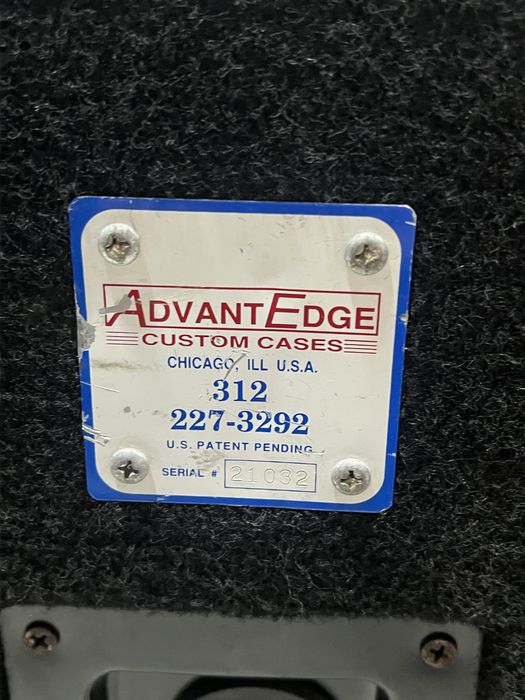 ADVANTEDGE
CUSTOM CASES
CHICAGO, ILL U.S.A.
312
227-3292
U.S. PATENT PENDING
SERIAL # 21032